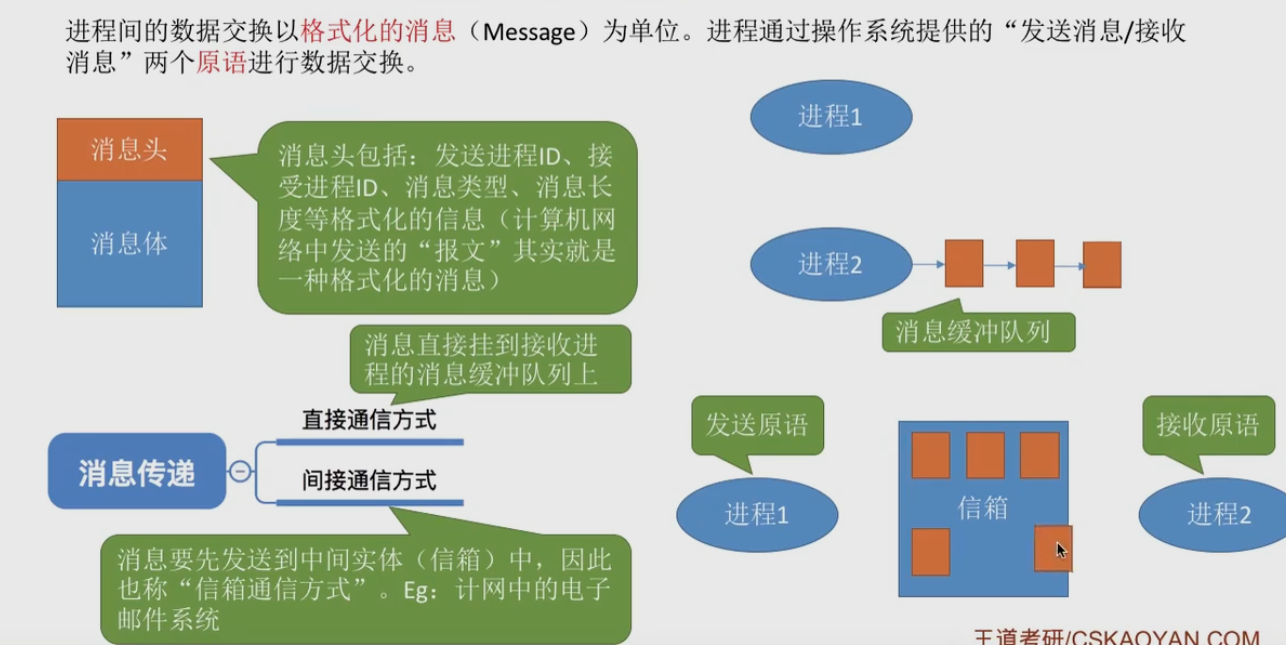 进程间的数据交换以格式化的消息（Message）为单位。进程通过操作系统提供的“发送消息/接收
消息”两个原语进行数据交换。
消息头
消息体
消息头包括：发送进程ID、接
受进程ID、消息类型、消息长
度等格式化的信息（计算机网
络中发送的“报文”其实就是
一种格式化的消息）
进程1
进程2
消息缓冲队列
消息直接挂到接收进
程的消息缓冲队列上
直接通信方式
消息传递
间接通信方式
消息要先发送到中间实体（信箱）中，因此
也称“信箱通信方式”。Eg：计网中的电子
邮件系统
发送原语
进程1
信箱
接收原语
进程2
王道考研/CSKAOYAN.COM